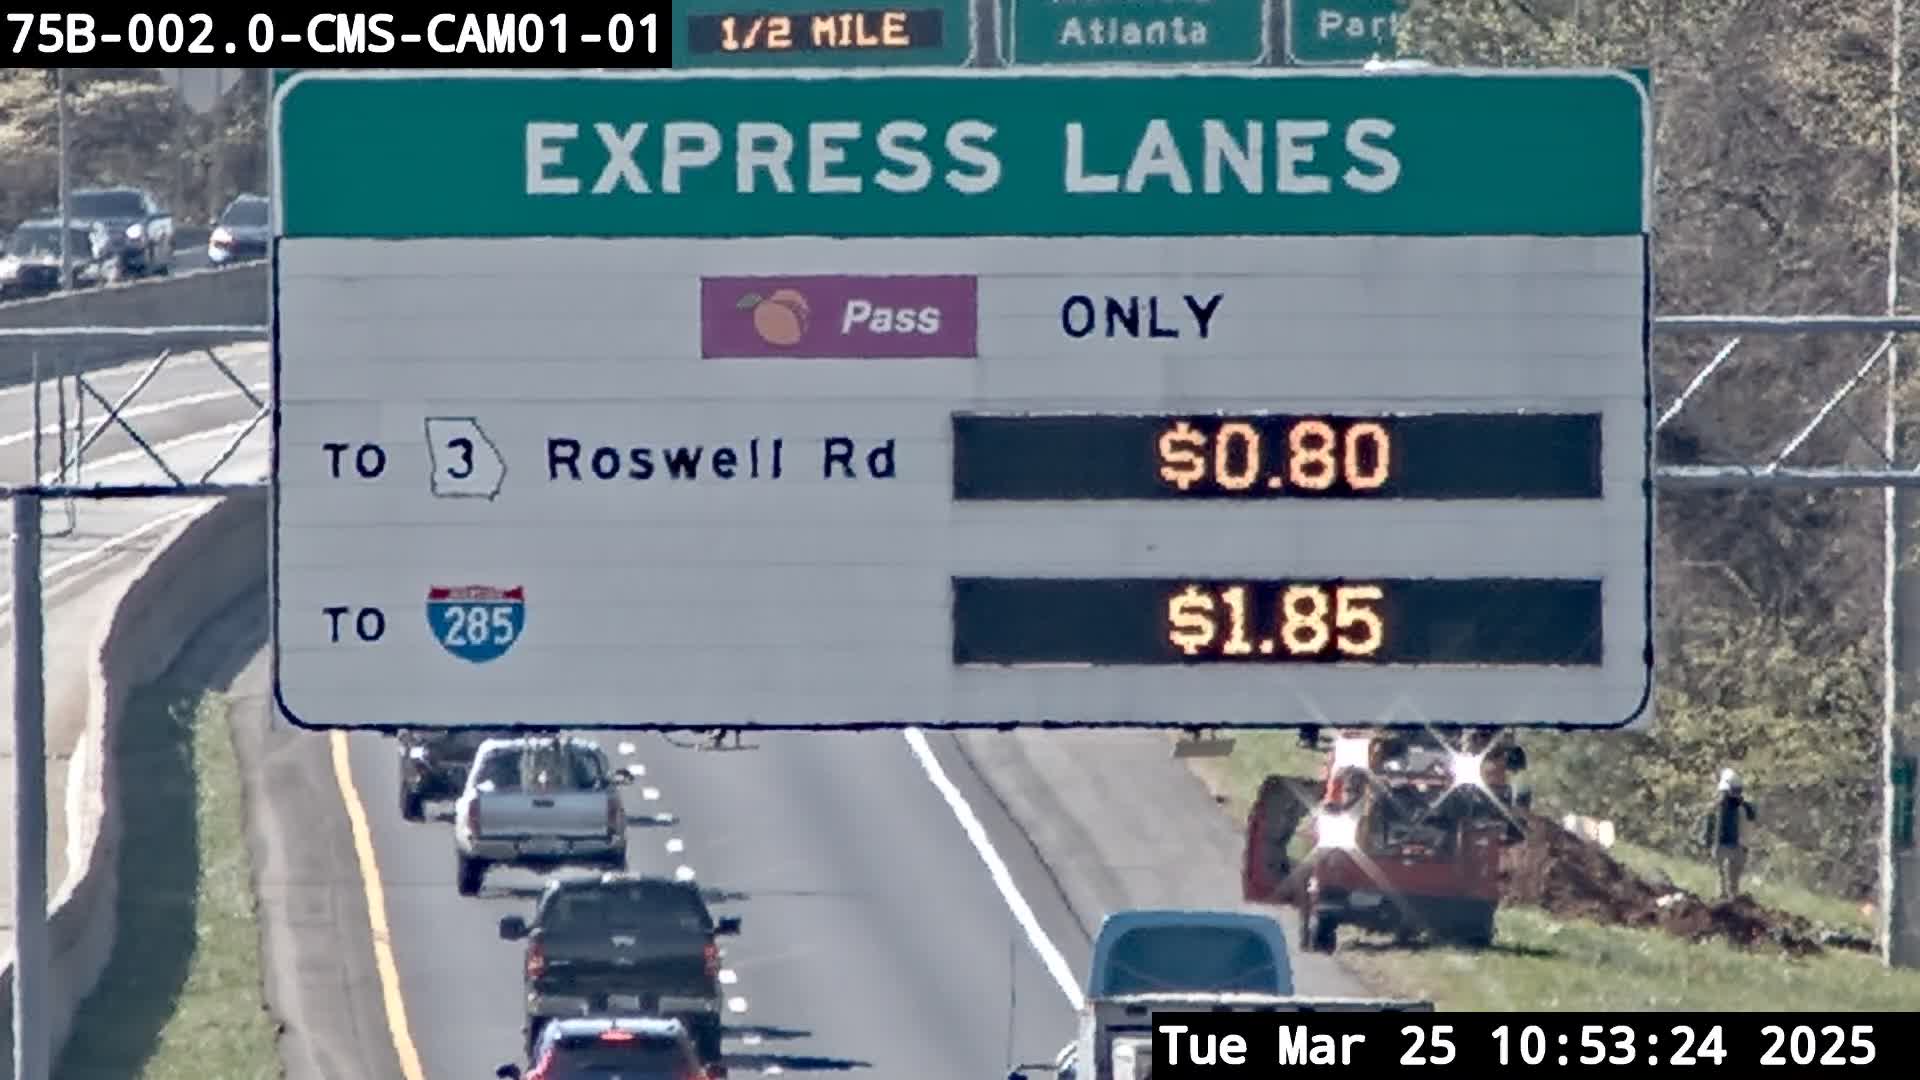 75B-002.0-CMS-CAM01-01
1/2 MILE
Atlanta
EXPRESS LANES
Pass ONLY
TO 3 Roswell Rd $0.80
TO 285 $1.85
Tue Mar 25 10:53:24 2025